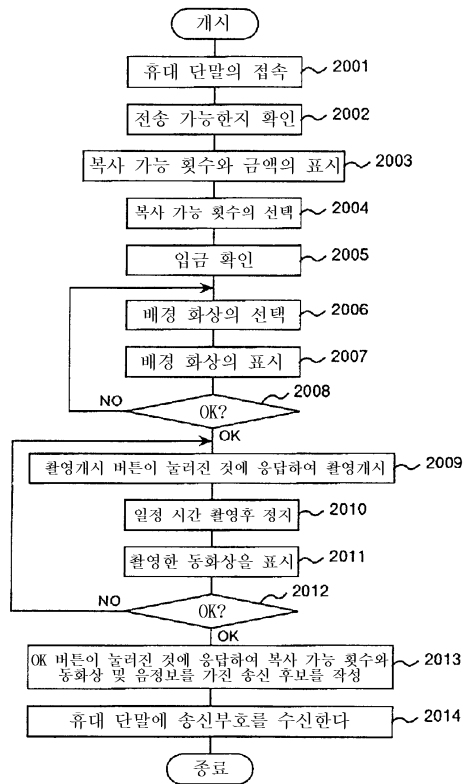 개시
휴대 단말의 접속 2001
전송 가능한지 확인 2002
복사 가능 횟수와 금액의 표시 2003
복사 가능 횟수의 선택 2004
입금 확인 2005
배경 화상의 선택 2006
배경 화상의 표시 2007
OK? 2008
NO
OK
촬영개시 버튼이 눌러진 것에 응답하여 촬영개시 2009
일정 시간 촬영후 정지 2010
촬영한 동화상을 표시 2011
OK? 2012
NO
OK
OK 버튼이 눌러진 것에 응답하여 복사 가능 횟수와
동화상 및 음정보를 가진 송신 후보를 작성 2013
휴대 단말에 송신부호를 수신한다 2014
종료